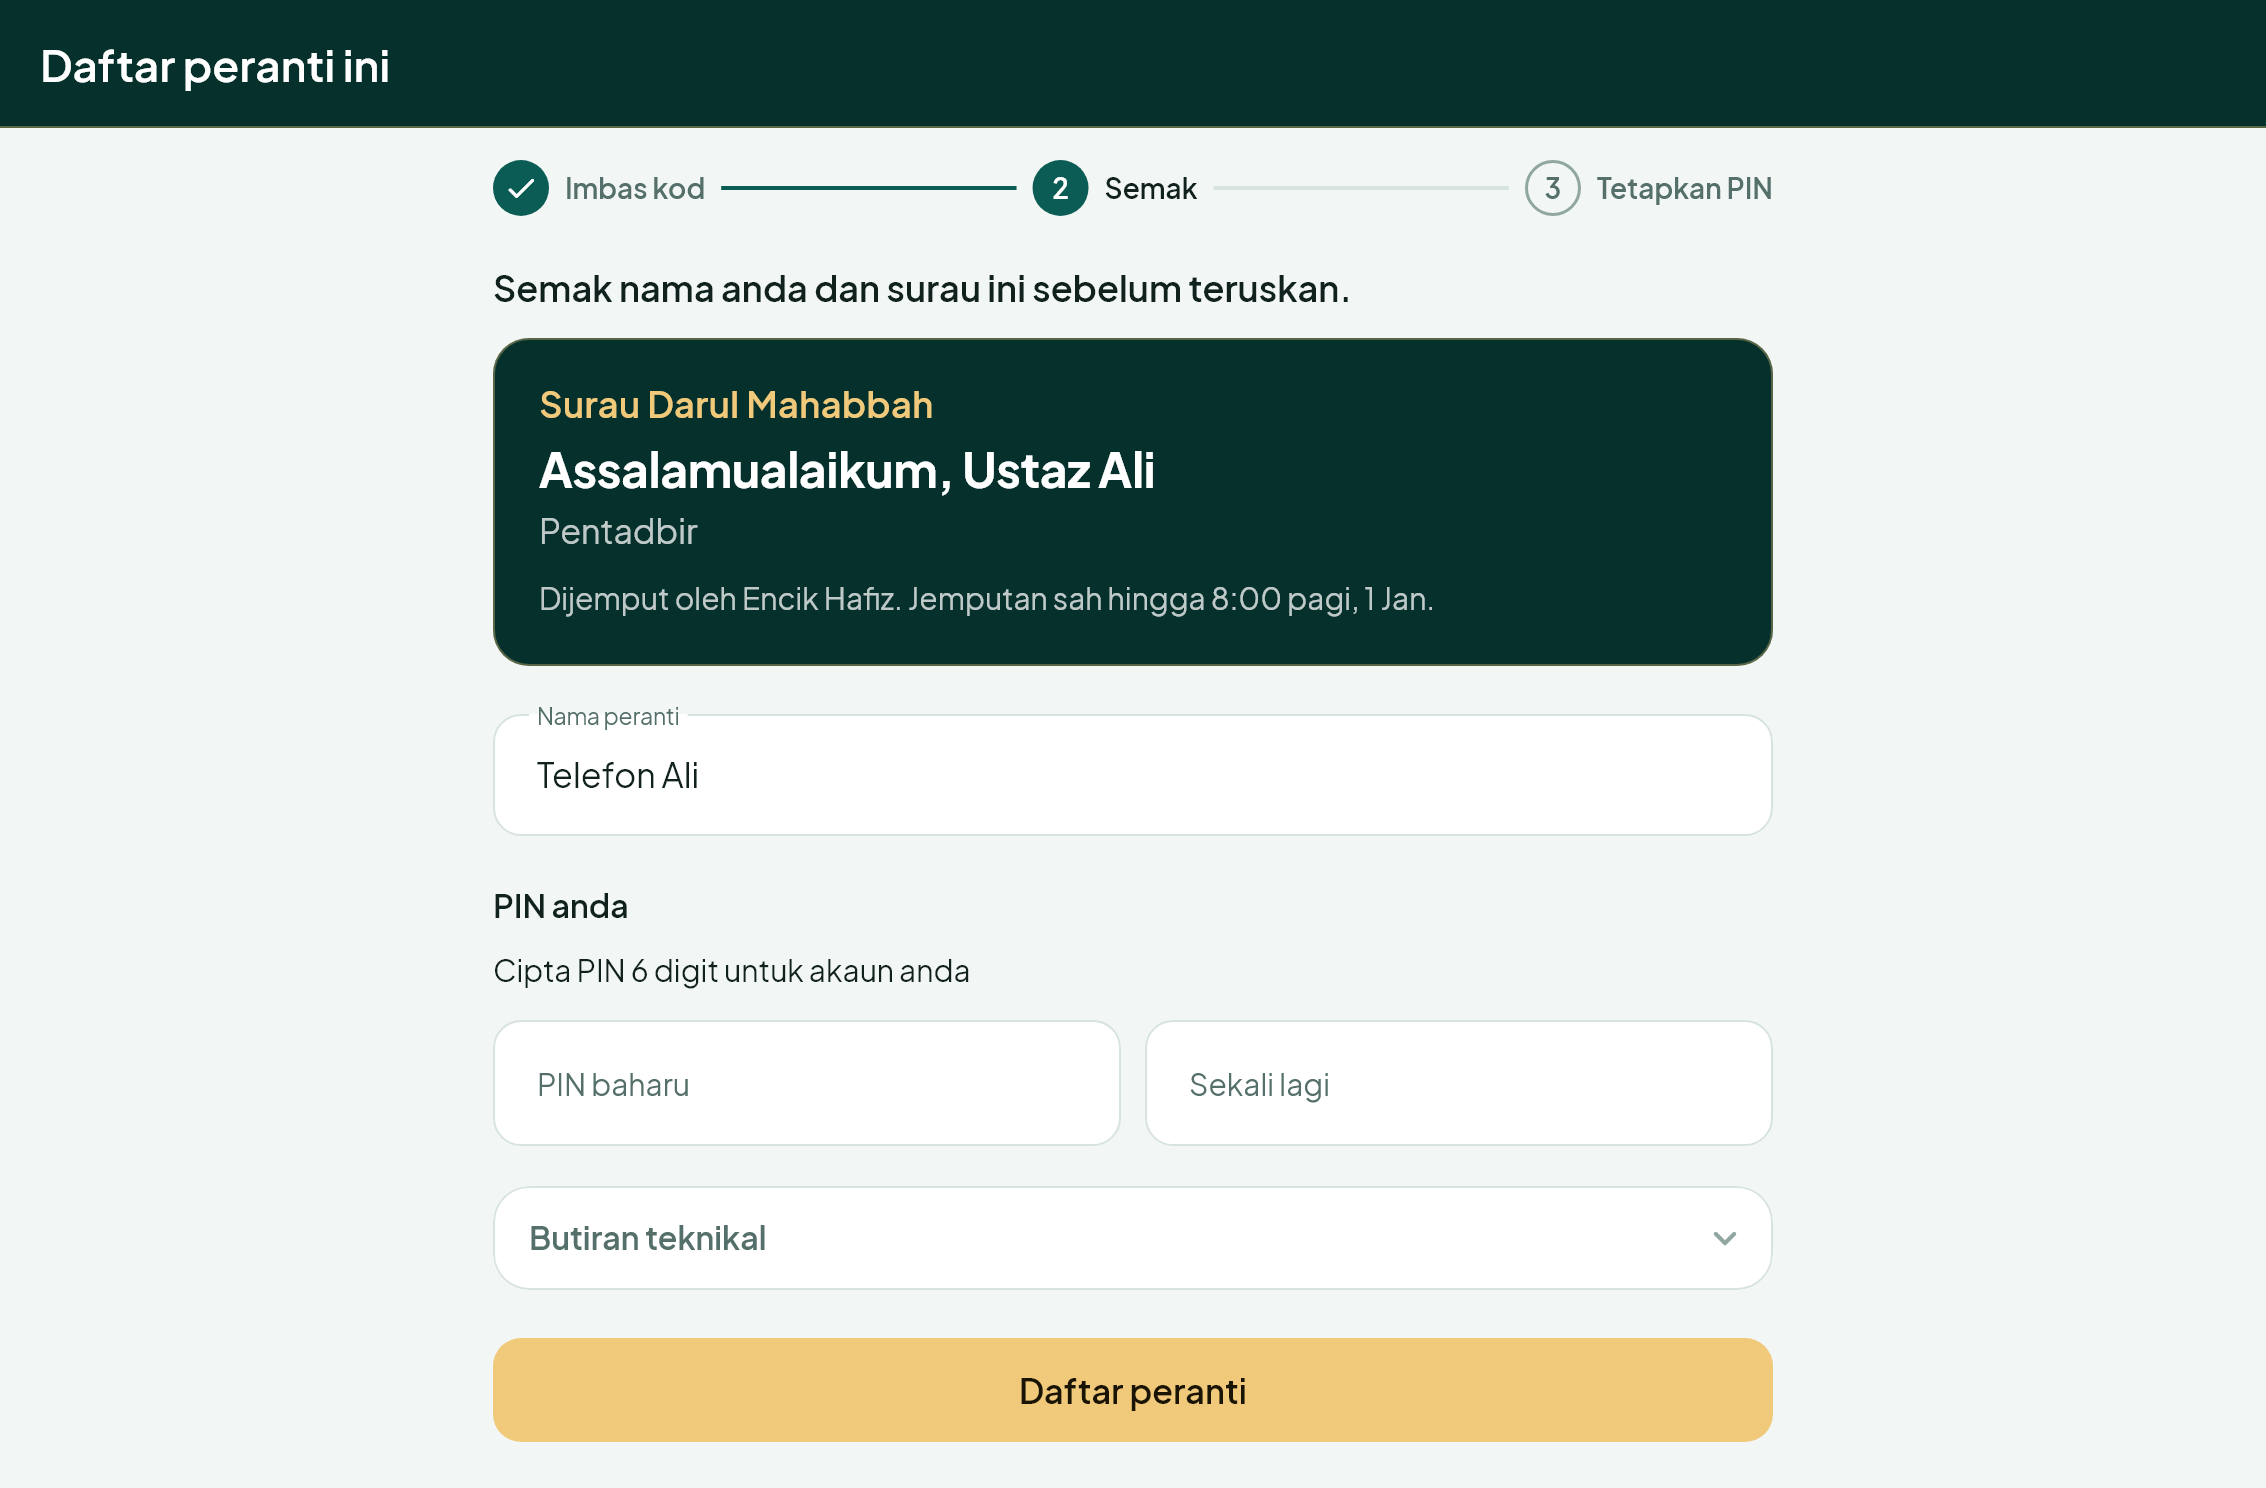 Daftar peranti ini
Imbas kod
2
Semak
3
Tetapkan PIN
Semak nama anda dan surau ini sebelum teruskan.
Surau Darul Mahabbah
Assalamualaikum, Ustaz Ali
Pentadbir
Dijemput oleh Encik Hafiz. Jemputan sah hingga 8:00 pagi, 1 Jan.
Nama peranti
Telefon Ali
PIN anda
Cipta PIN 6 digit untuk akaun anda
PIN baharu
Sekali lagi
Butiran teknikal
Daftar peranti